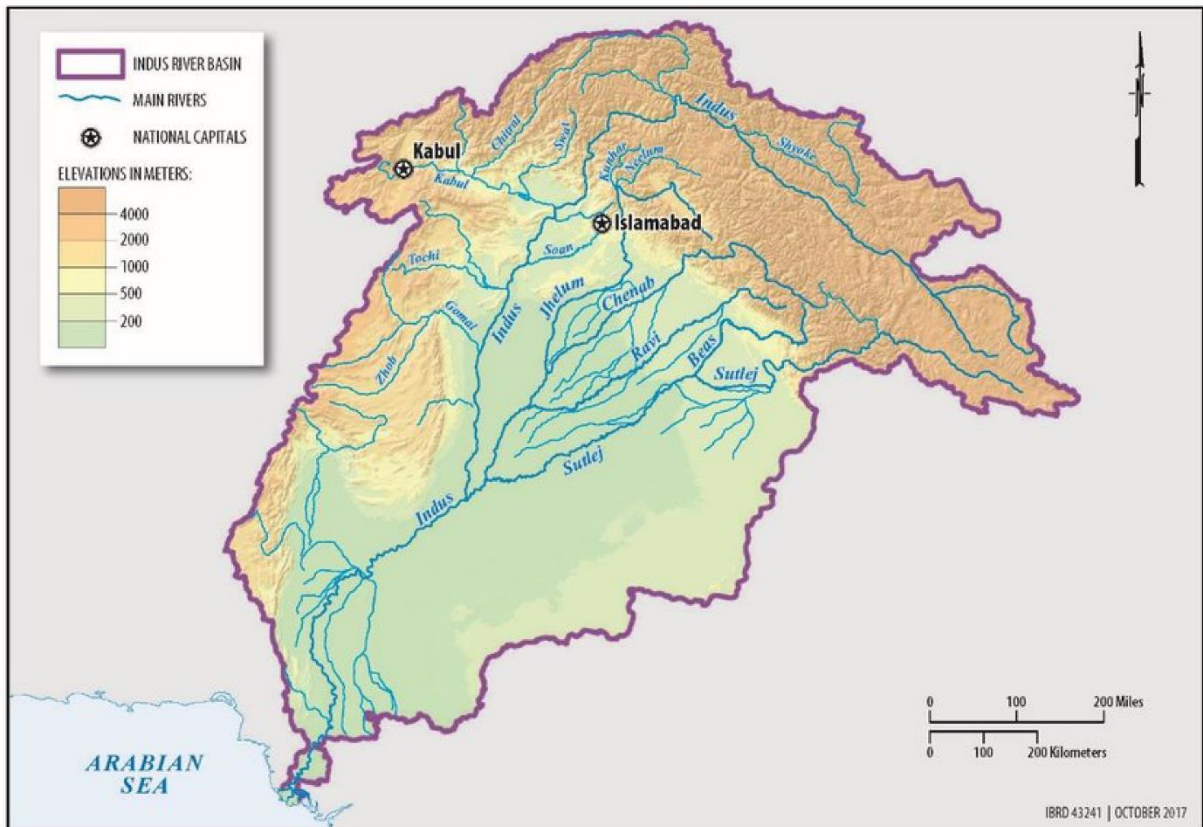 INDUS RIVER BASIN
MAIN RIVERS
NATIONAL CAPITALS
ELEVATIONS IN METERS:
4000
2000
1000
500
200
Kabul
Kabul
Chitral
Swat
Kunhar
Neelum
Indus
Shyoke
Islamabad
Soan
Tochi
Gomal
Zhob
Indus
Jhelum
Chenab
Ravi
Beas
Sutlej
Sutlej
Indus
ARABIAN
SEA
0 100 200 Miles
0 100 200 Kilometers
IBRD 43241 | OCTOBER 2017